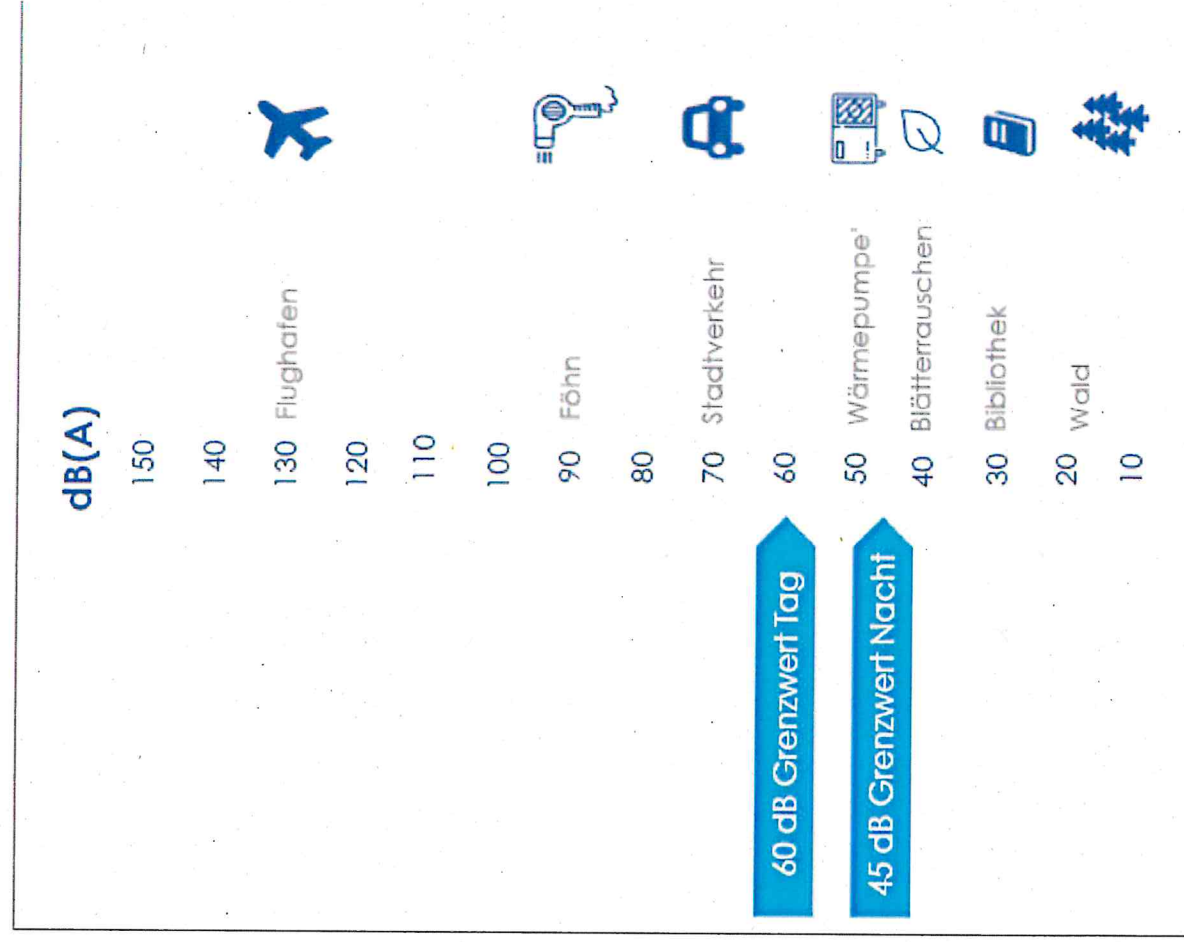 dB(A)
150
140
130 Flughafen
120
110
100
90 Föhn
80
70 Stadtverkehr
60 dB Grenzwert Tag 60
50 Wärmepumpe*
45 dB Grenzwert Nacht
40 Blätterrauschen
30 Bibliothek
20 Wald
10